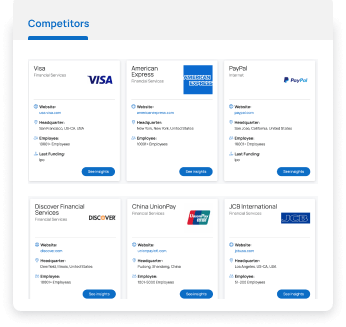 Competitors
Visa
Financial Services
VISA
Website:
usa.visa.com
Headquarter:
San Francisco, US-CA, USA
Employee:
10001+ Employees
Last Funding:
Ipo
See Insights
American
Express
Financial Services
AMERICAN
EXPRESS
Website:
americanexpress.com
Headquarter:
New York, New York, United States
Employee:
10001+ Employees
See Insights
PayPal
Internet
PayPal
Website:
paypal.com
Headquarter:
San Jose, California, United States
Employee:
10001+ Employees
Last Funding:
Ipo
See Insights
Discover Financial
Services
Financial Services
DISCOVER
Website:
discover.com
Headquarter:
Deerfield, Illinois, United States
Employee:
10001+ Employees
See Insights
China UnionPay
Financial Services
UnionPay
Website:
Headquarter:
Pudong, Shanghai, China
Employee:
1001-5000 Employees
See Insights
JCB International
Financial Services
JCB
Website:
jcbusa.com
Headquarter:
Los Angeles, US-CA, USA
Employee:
51-200 Employees
See Insights